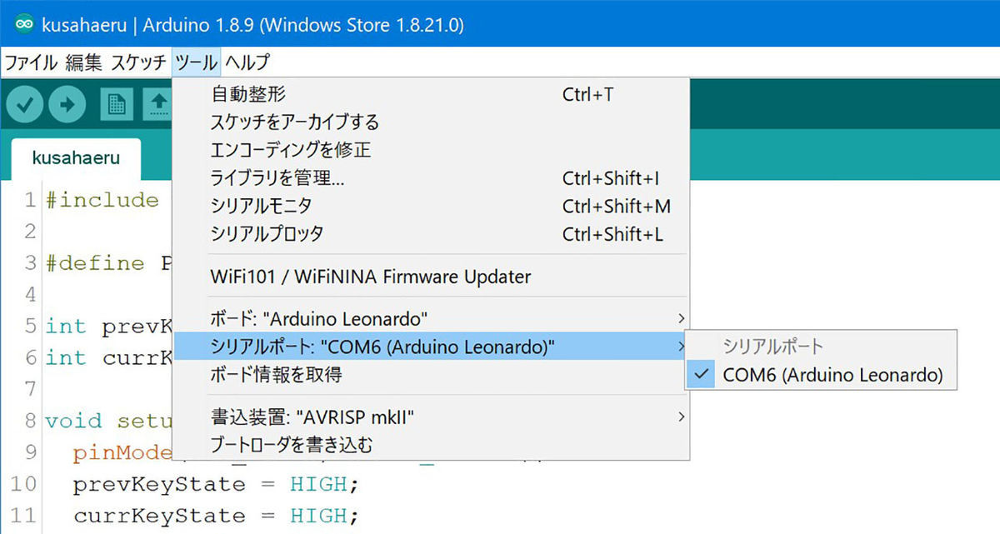 kusahaeru | Arduino 1.8.9 (Windows Store 1.8.21.0)
ファイル 編集 スケッチ ツール ヘルプ
自動整形 Ctrl+T
スケッチをアーカイブする
エンコーディングを修正
ライブラリを管理... Ctrl+Shift+I
シリアルモニタ Ctrl+Shift+M
シリアルプロッタ Ctrl+Shift+L
WiFi101 / WiFiNINA Firmware Updater
ボード: "Arduino Leonardo"
シリアルポート: "COM6 (Arduino Leonardo)"
ボード情報を取得
書込装置: "AVRISP mkII"
ブートローダを書き込む
シリアルポート
COM6 (Arduino Leonardo)
kusahaeru
1 #include
2
3 #define P
4
5 int prevK
6 int currK
7
8 void setu
9 pinMode
10 prevKeyState = HIGH;
11 currKeyState = HIGH;